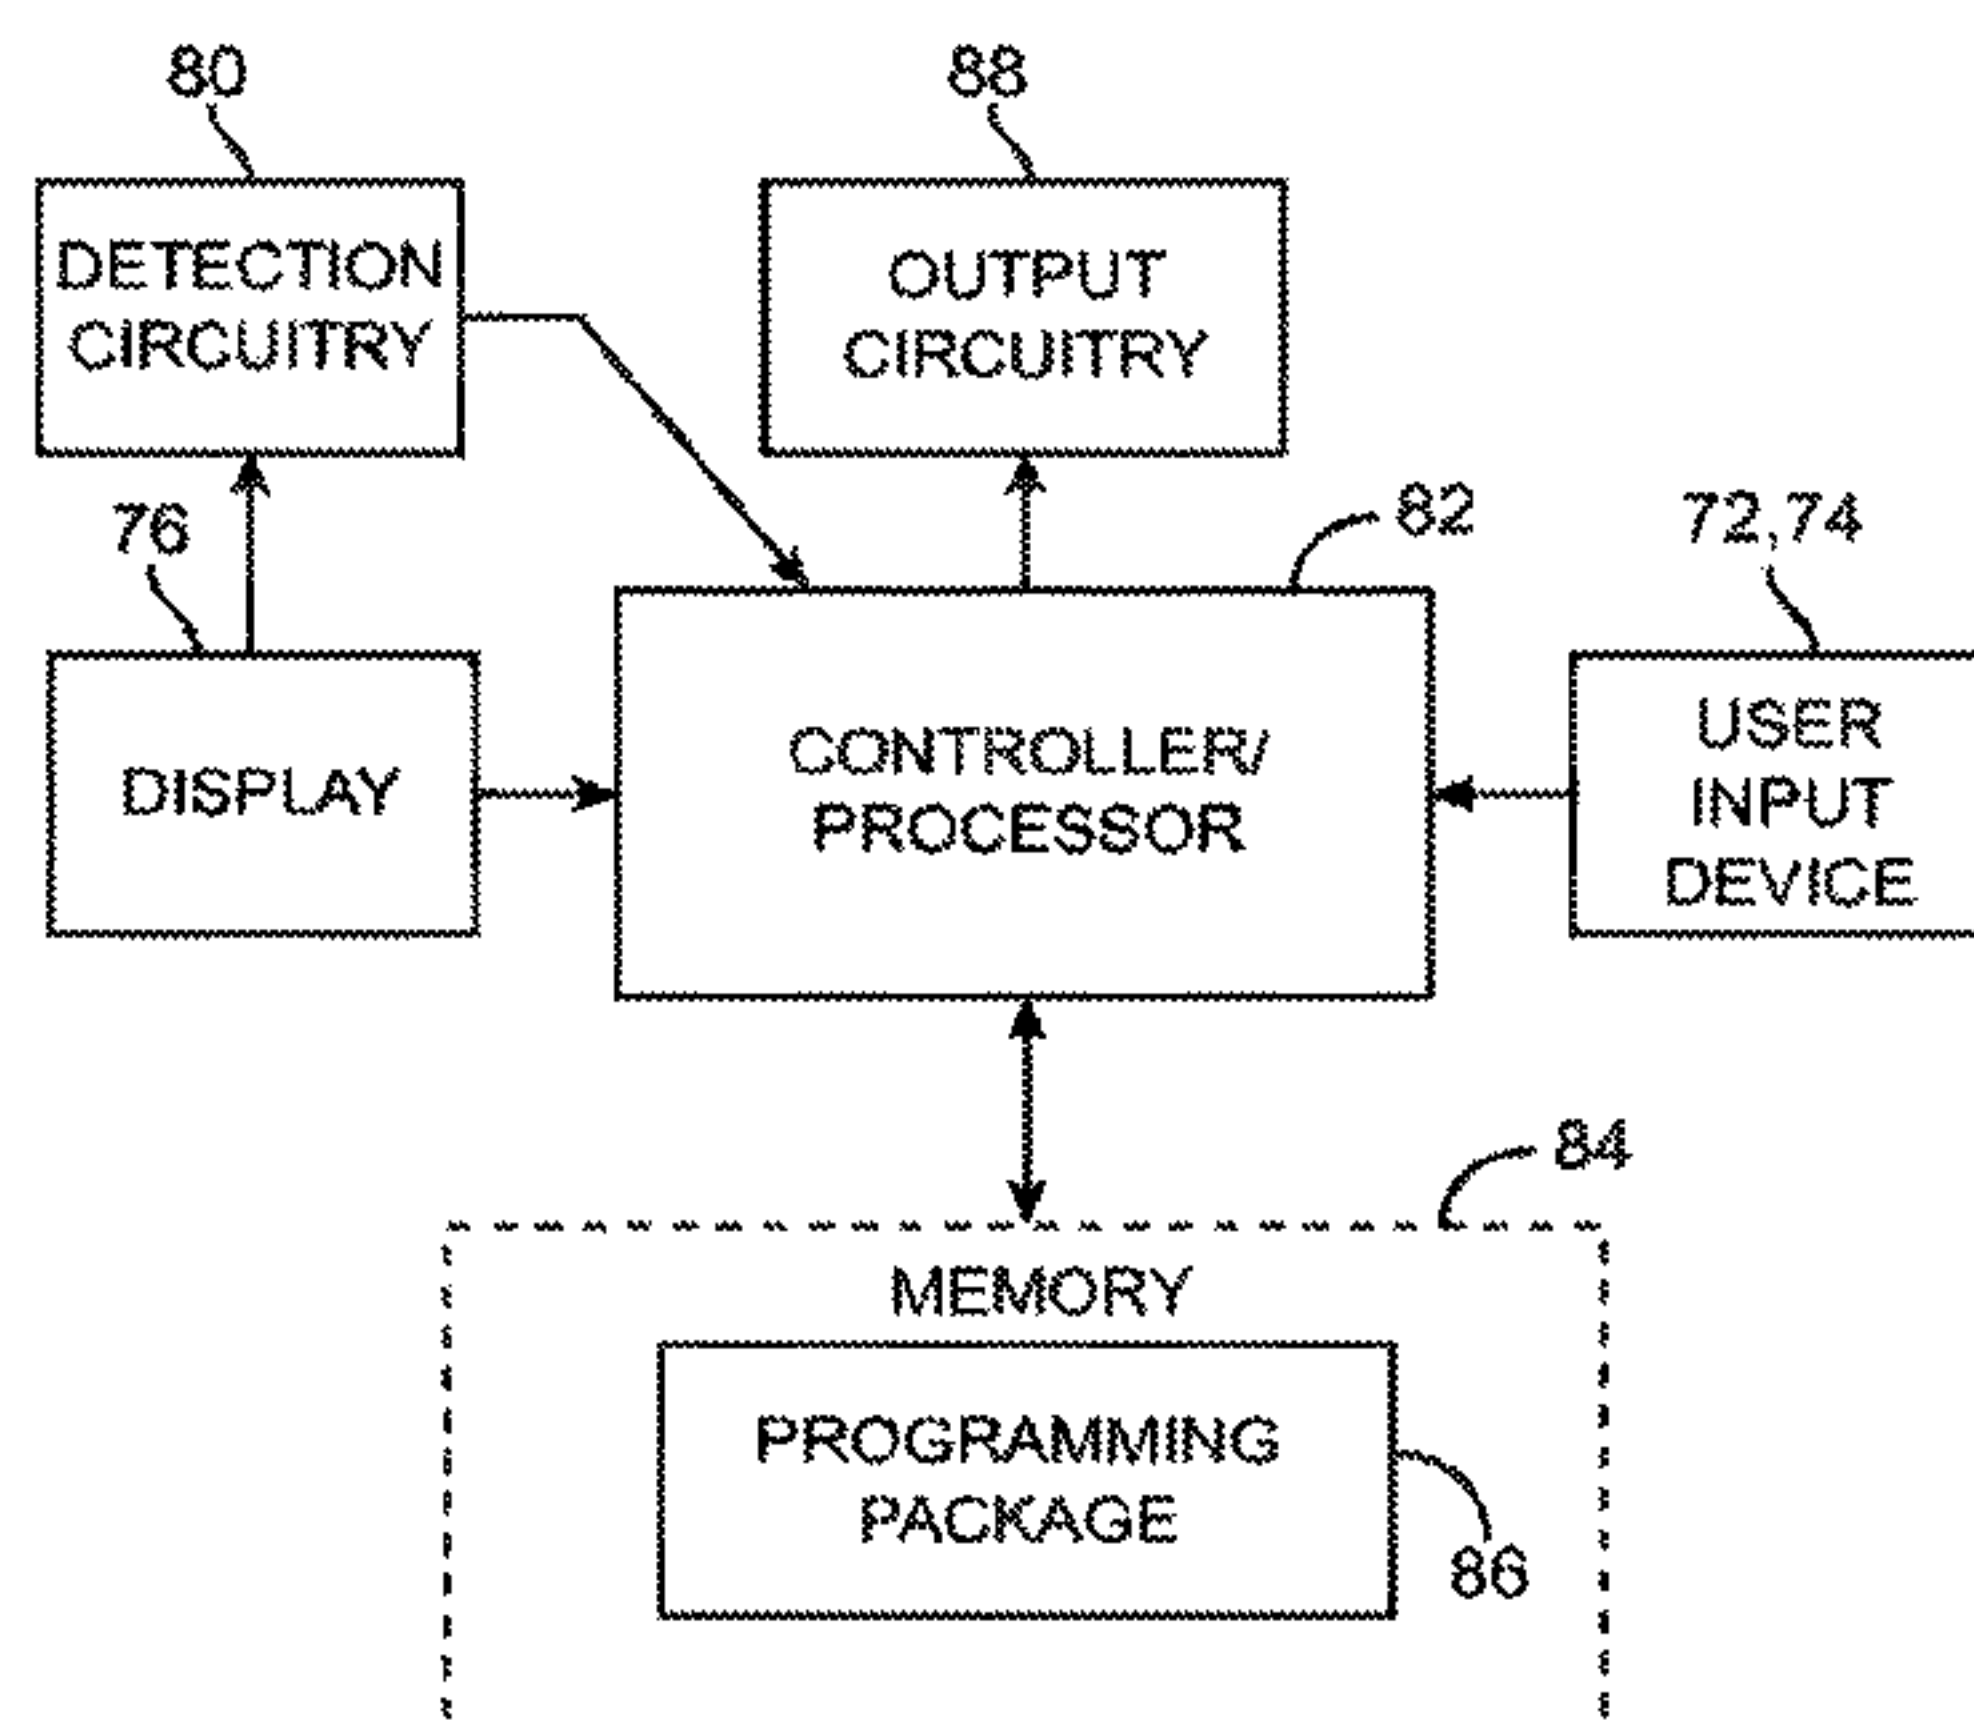 80
88
DETECTION
CIRCUITRY
OUTPUT
CIRCUITRY
76
82
72,74
DISPLAY
CONTROLLER/
PROCESSOR
USER
INPUT
DEVICE
84
MEMORY
PROGRAMMING
PACKAGE
86